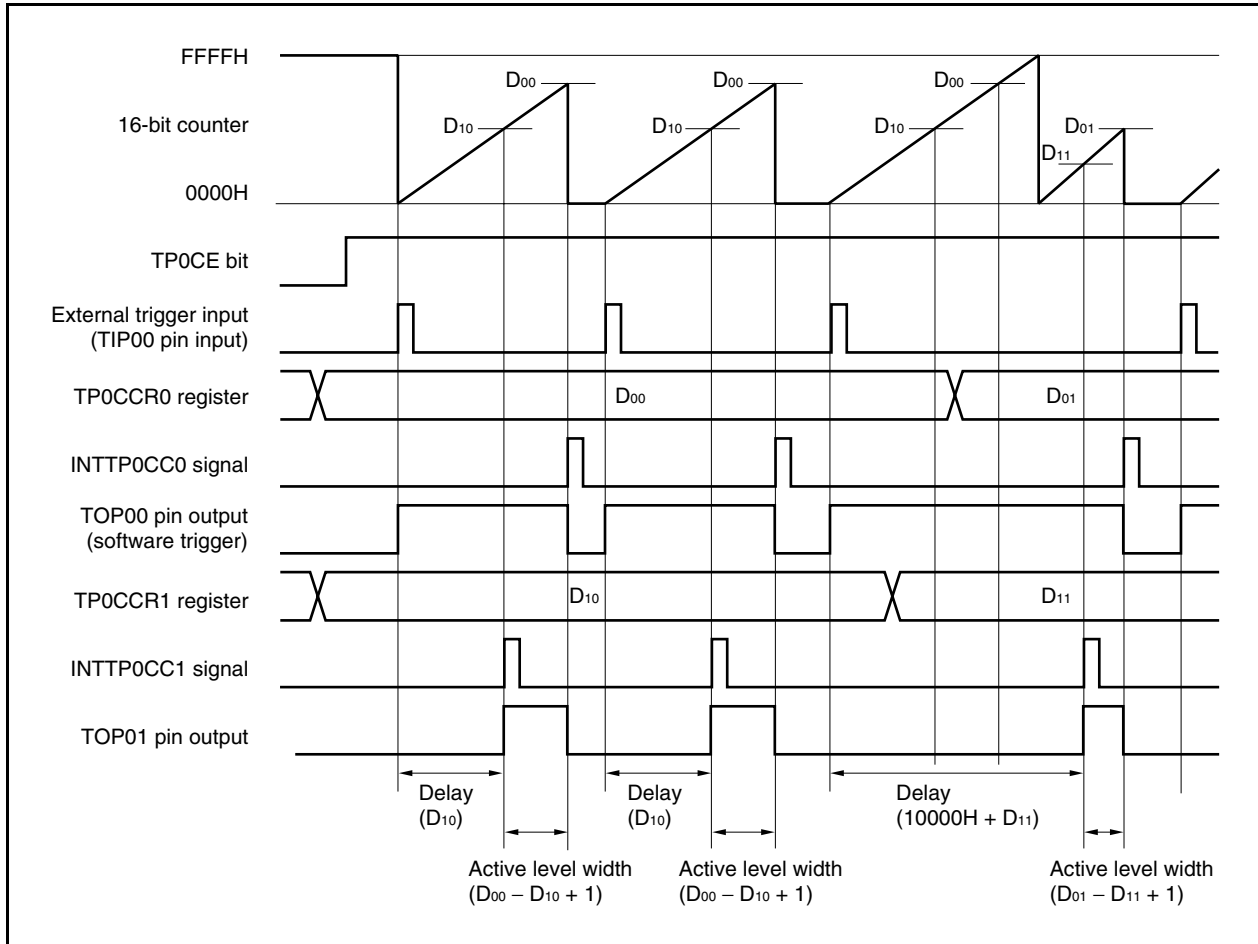 FFFFH
D00
D00
D00
16-bit counter
D10
D10
D10
D01
D11
0000H
TP0CE bit
External trigger input
(TIP00 pin input)
TP0CCR0 register
D00
D01
INTTP0CC0 signal
TOP00 pin output
(software trigger)
TP0CCR1 register
D10
D11
INTTP0CC1 signal
TOP01 pin output
Delay
(D10)
Delay
(D10)
Delay
(10000H + D11)
Active level width
(D00 − D10 + 1)
Active level width
(D00 − D10 + 1)
Active level width
(D01 − D11 + 1)